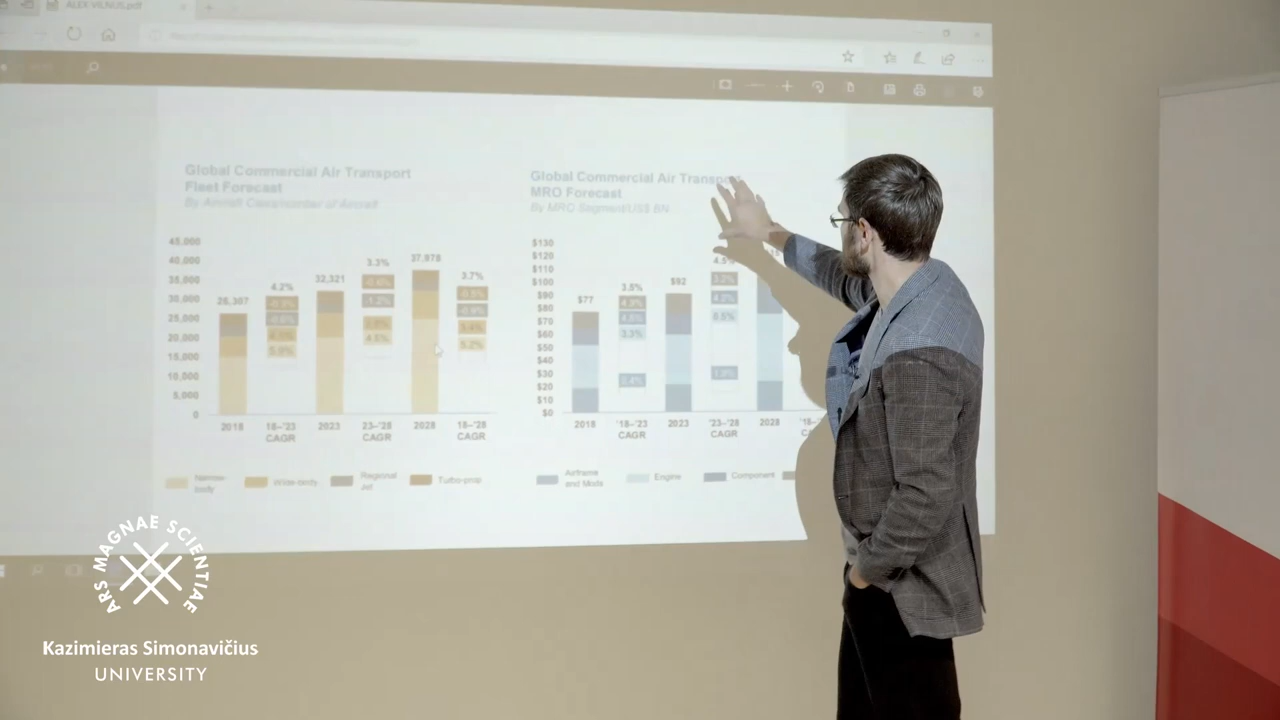 ALEX VILNUS.pdf
Global Commercial Air Transport
Fleet Forecast
By Aircraft Class/number of Aircraft
45,000
40,000
35,000
30,000
25,000
20,000
15,000
10,000
5,000
0
4.2%
32,321
3.3%
37,978
3.7%
2018
18–'23
CAGR
2023
23–'28
CAGR
2028
18–'28
CAGR
Narrow-
body
Wide-body
Regional
Jet
Turbo-prop
Global Commercial Air Transport
MRO Forecast
By MRO Segment/US$ BN
$130
$120
$110
$100
$90
$80
$70
$60
$50
$40
$30
$20
$10
$0
$77
3.5%
3.3%
$92
4.5%
2018
'18–'23
CAGR
2023
'23–'28
CAGR
2028
Airframe
and Mods
Engine
Component
ARS MAGNAE SCIENTIAE
Kazimieras Simonavičius
UNIVERSITY